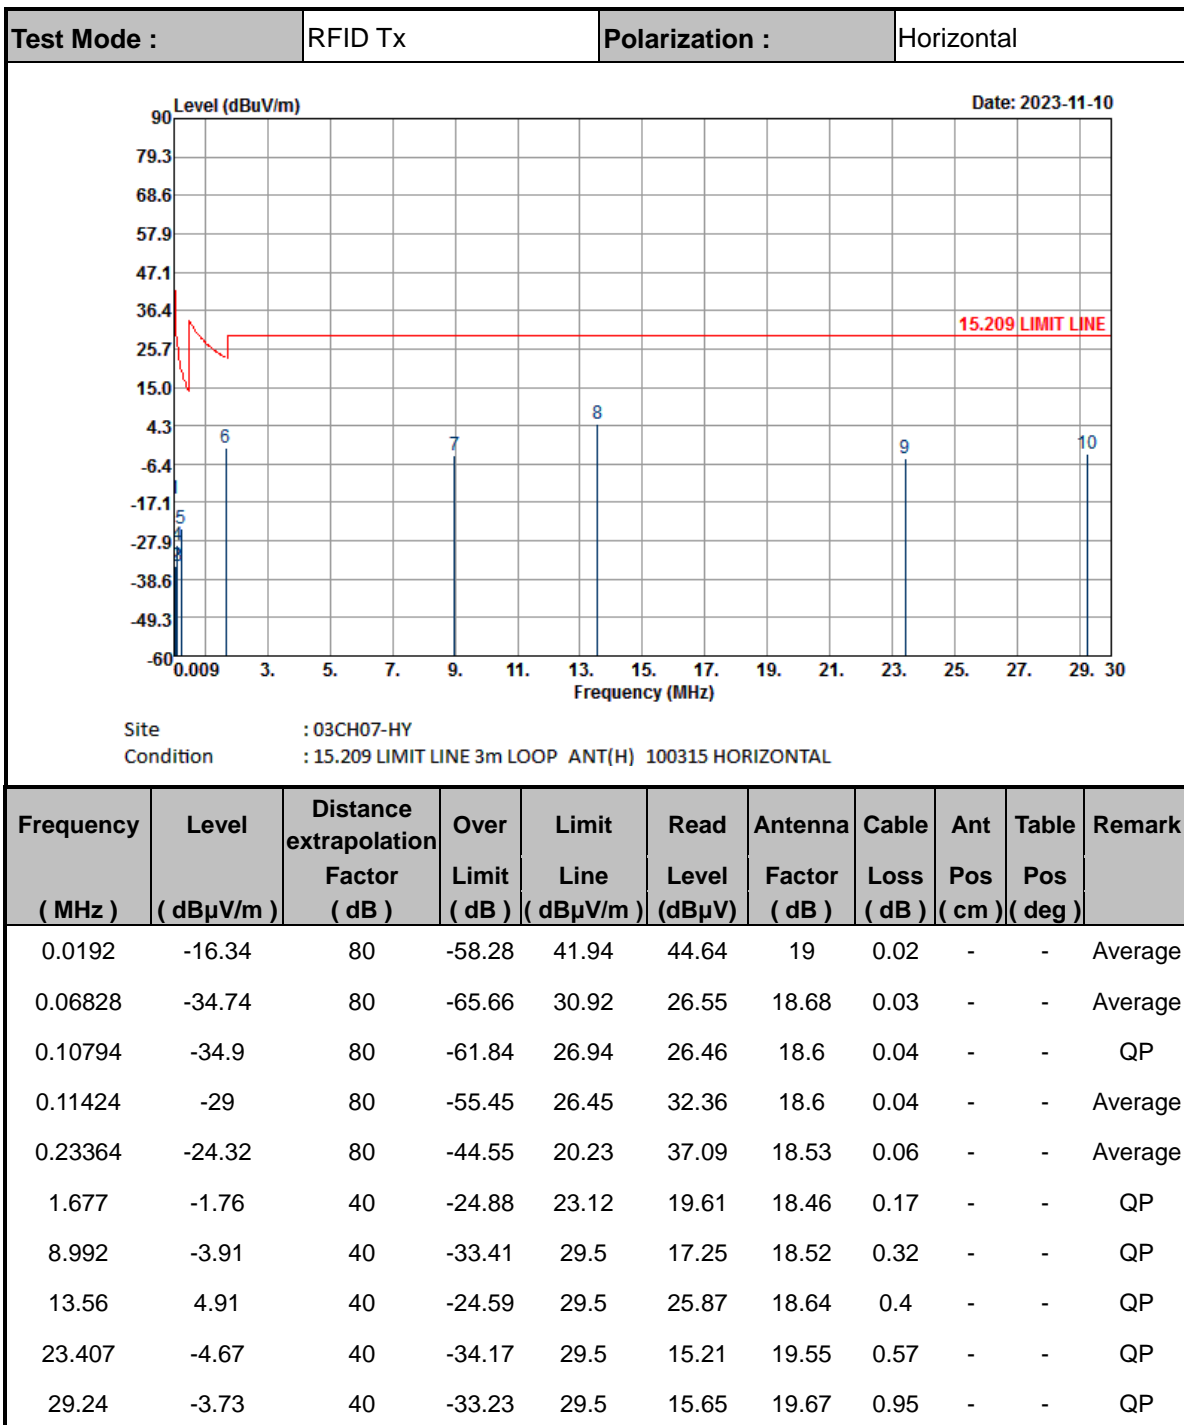 Test Mode : RFID Tx Polarization : Horizontal
Level (dBuV/m) Date: 2023-11-10
90
79.3
68.6
57.9
47.1
36.4
15.209 LIMIT LINE
25.7
15.0
4.3
-6.4
-17.1
-27.9
-38.6
-49.3
-60
1
5
4
6
7
8
9
10
0.009 3. 5. 7. 9. 11. 13. 15. 17. 19. 21. 23. 25. 27. 29. 30
Frequency (MHz)
Site : 03CH07-HY
Condition : 15.209 LIMIT LINE 3m LOOP ANT(H) 100315 HORIZONTAL
Frequency Level Distance extrapolation Over Limit Read Antenna Cable Ant Table Remark
Factor Limit Line Level Factor Loss Pos Pos
( MHz ) ( dBµV/m ) ( dB ) ( dB ) ( dBµV/m ) (dBµV) ( dB ) ( dB ) ( cm ) ( deg )
0.0192 -16.34 80 -58.28 41.94 44.64 19 0.02 - - Average
0.06828 -34.74 80 -65.66 30.92 26.55 18.68 0.03 - - Average
0.10794 -34.9 80 -61.84 26.94 26.46 18.6 0.04 - - QP
0.11424 -29 80 -55.45 26.45 32.36 18.6 0.04 - - Average
0.23364 -24.32 80 -44.55 20.23 37.09 18.53 0.06 - - Average
1.677 -1.76 40 -24.88 23.12 19.61 18.46 0.17 - - QP
8.992 -3.91 40 -33.41 29.5 17.25 18.52 0.32 - - QP
13.56 4.91 40 -24.59 29.5 25.87 18.64 0.4 - - QP
23.407 -4.67 40 -34.17 29.5 15.21 19.55 0.57 - - QP
29.24 -3.73 40 -33.23 29.5 15.65 19.67 0.95 - - QP